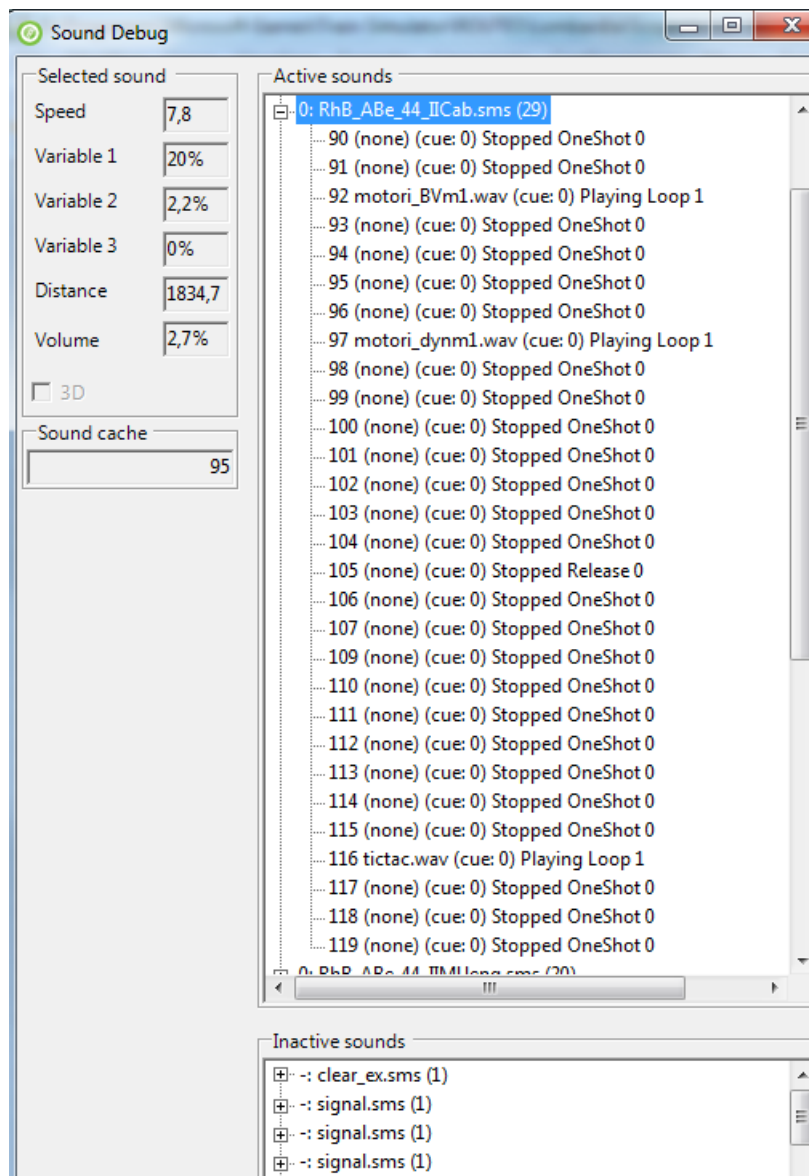 Sound Debug
Selected sound
Speed 7,8
Variable 1 20%
Variable 2 2,2%
Variable 3 0%
Distance 1834,7
Volume 2,7%
3D
Sound cache
95
Active sounds
0: RhB_ABe_44_IICab.sms (29)
90 (none) (cue: 0) Stopped OneShot 0
91 (none) (cue: 0) Stopped OneShot 0
92 motori_BVm1.wav (cue: 0) Playing Loop 1
93 (none) (cue: 0) Stopped OneShot 0
94 (none) (cue: 0) Stopped OneShot 0
95 (none) (cue: 0) Stopped OneShot 0
96 (none) (cue: 0) Stopped OneShot 0
97 motori_dynm1.wav (cue: 0) Playing Loop 1
98 (none) (cue: 0) Stopped OneShot 0
99 (none) (cue: 0) Stopped OneShot 0
100 (none) (cue: 0) Stopped OneShot 0
101 (none) (cue: 0) Stopped OneShot 0
102 (none) (cue: 0) Stopped OneShot 0
103 (none) (cue: 0) Stopped OneShot 0
104 (none) (cue: 0) Stopped OneShot 0
105 (none) (cue: 0) Stopped Release 0
106 (none) (cue: 0) Stopped OneShot 0
107 (none) (cue: 0) Stopped OneShot 0
109 (none) (cue: 0) Stopped OneShot 0
110 (none) (cue: 0) Stopped OneShot 0
111 (none) (cue: 0) Stopped OneShot 0
112 (none) (cue: 0) Stopped OneShot 0
113 (none) (cue: 0) Stopped OneShot 0
114 (none) (cue: 0) Stopped OneShot 0
115 (none) (cue: 0) Stopped OneShot 0
116 tictac.wav (cue: 0) Playing Loop 1
117 (none) (cue: 0) Stopped OneShot 0
118 (none) (cue: 0) Stopped OneShot 0
119 (none) (cue: 0) Stopped OneShot 0
0: RhB_ABe_44_IIMUeng.sms (20)
Inactive sounds
-: clear_ex.sms (1)
-: signal.sms (1)
-: signal.sms (1)
-: signal.sms (1)